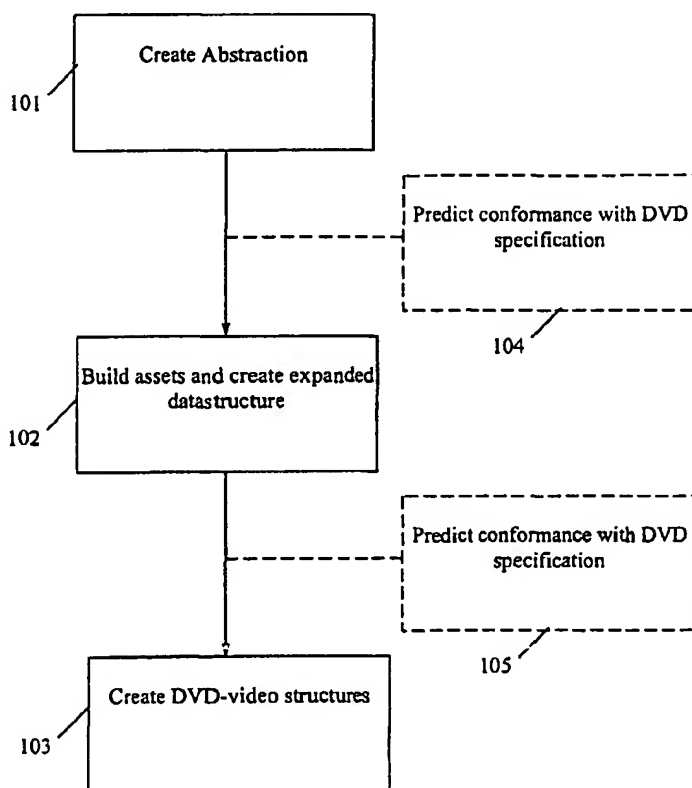 Create Abstraction
101
Predict conformance with DVD
specification
104
Build assets and create expanded
datastructure
102
Predict conformance with DVD
specification
105
Create DVD-video structures
103